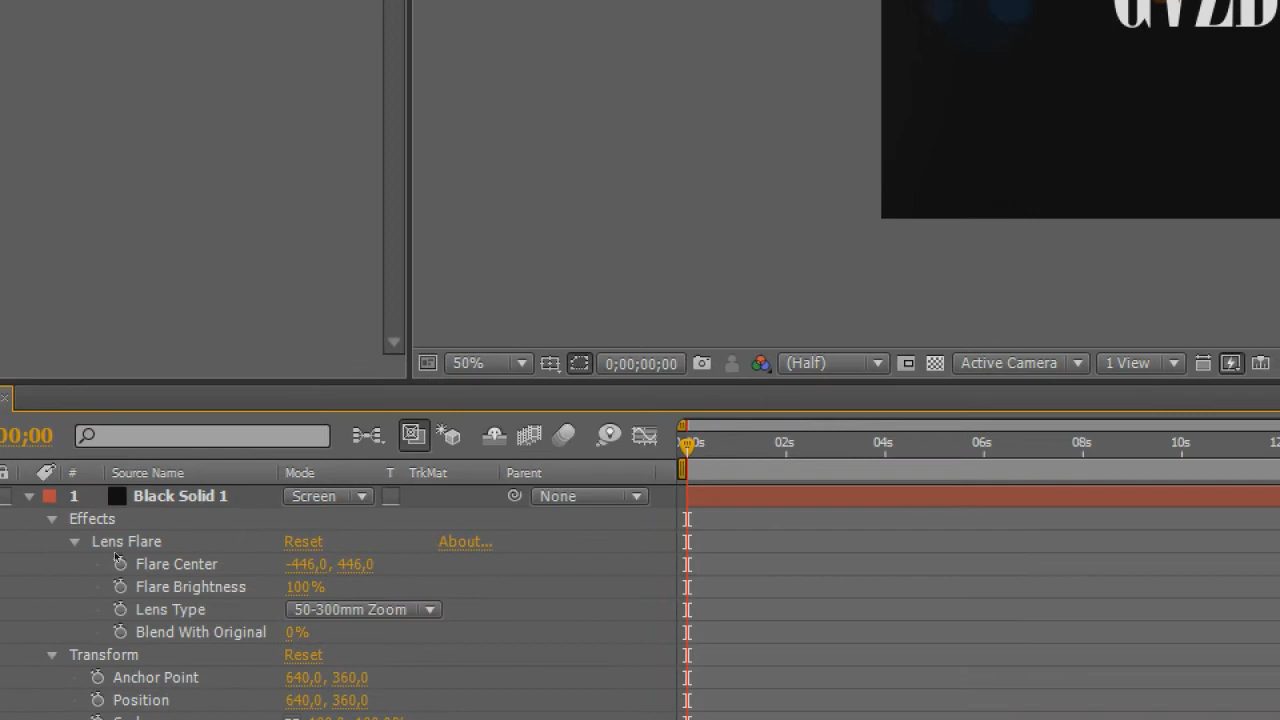 GVZD
50% 0;00;00;00 (Half) Active Camera 1 View
00;00
00s 02s 04s 06s 08s 10s 12
# Source Name Mode T TrkMat Parent
1 Black Solid 1 Screen None
Effects
Lens Flare Reset About...
Flare Center -446,0, 446,0
Flare Brightness 100%
Lens Type 50-300mm Zoom
Blend With Original 0%
Transform Reset
Anchor Point 640,0, 360,0
Position 640,0, 360,0